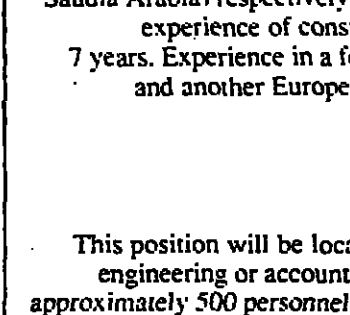 Saudia Arabia) respectively
experience of cons
7 years. Experience in a f
and another Europe
This position will be loc
engineering or account
approximately 500 personnel